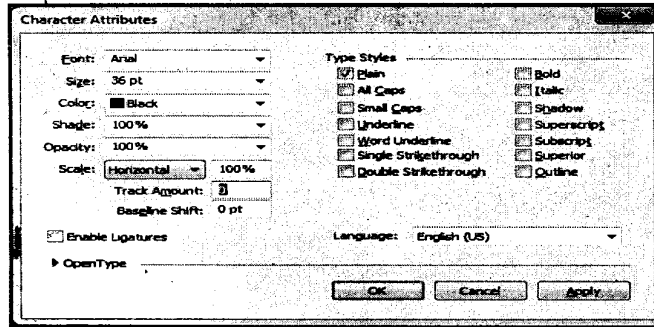 Character Attributes
Font: Arial
Size: 36 pt
Color: Black
Shade: 100%
Opacity: 100%
Scale: Horizontal 100%
Track Amount: 0
Baseline Shift: 0 pt
Enable Ligatures
OpenType
Type Styles
Plain
All Caps
Small Caps
Underline
Word Underline
Single Strikethrough
Double Strikethrough
Bold
Italic
Shadow
Superscript
Subscript
Superior
Outline
Language: English (US)
OK Cancel Apply